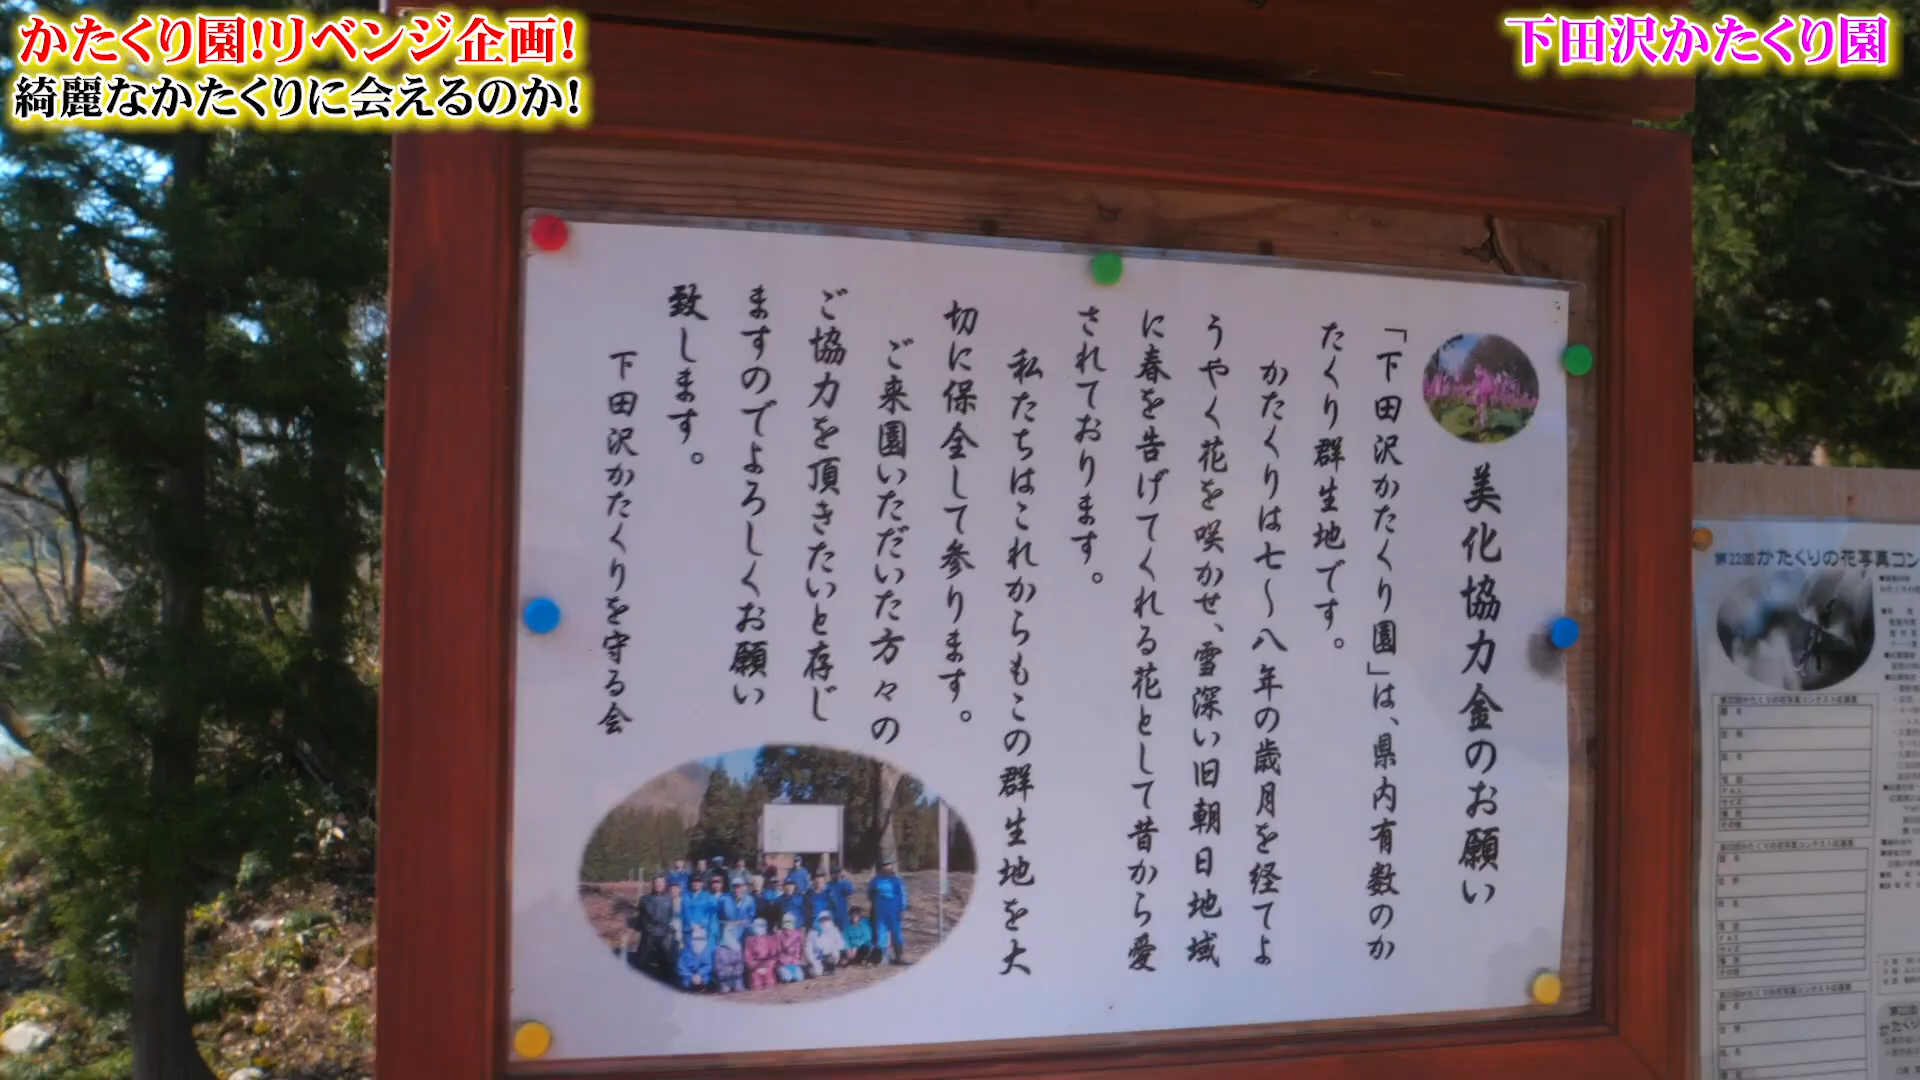 かたくり園!リベンジ企画!
綺麗なかたくりに会えるのか!
下田沢かたくり園
美化協力金のお願い
「下田沢かたくり園」は、県内有数のか
たくり群生地です。
かたくりは七〜八年の歳月を経てよ
うやく花を咲かせ、雪深い旧朝日地域
に春を告げてくれる花として昔から愛
されております。
私たちはこれからもこの群生地を大
切に保全して参ります。
ご来園いただいた方々の
ご協力を頂きたいと存じ
ますのでよろしくお願い
致します。
下田沢かたくりを守る会
第22回かたくりの花写真コン